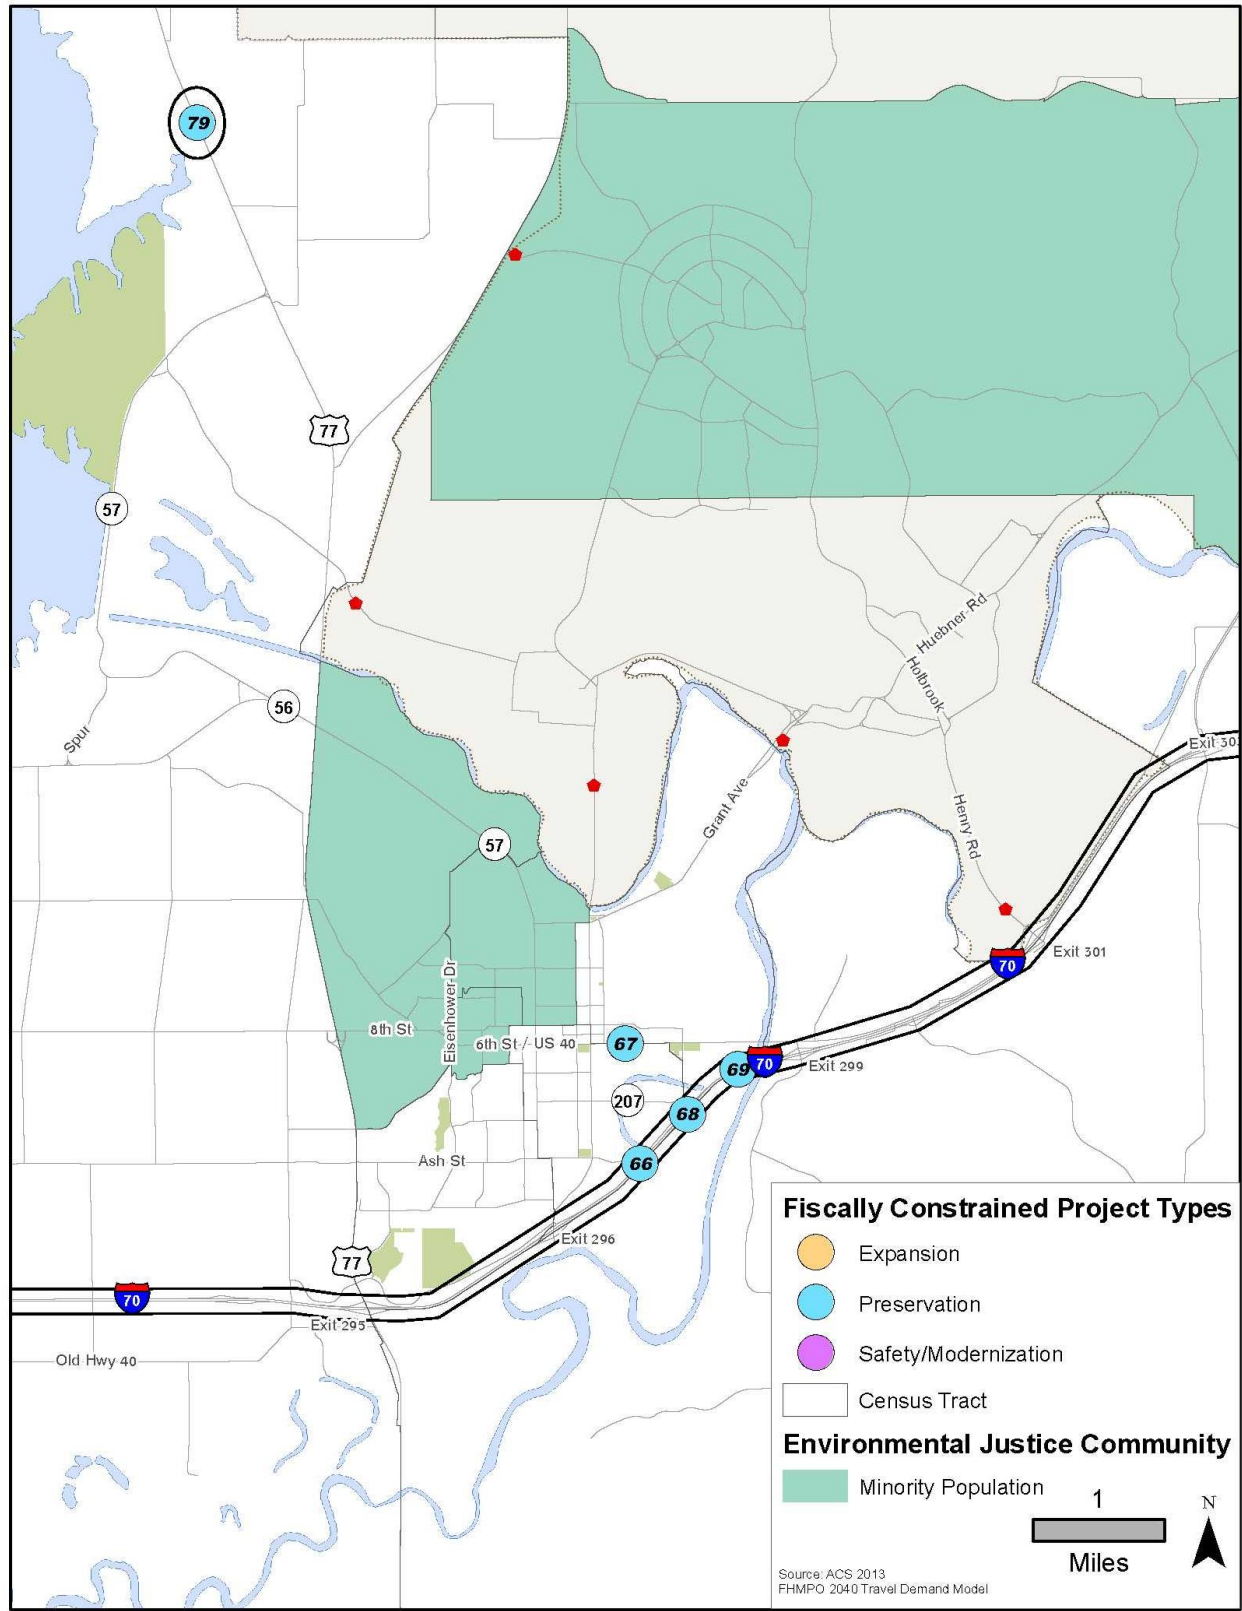 79
77
57
Huebner Rd
Holbrook
56
Spur
Exit 30
Grant Ave
57
Henry Rd
Exit 301
70
Eisenhower Dr
8th St
6th St / US 40
67
69
70
Exit 299
207
68
Ash St
66
Exit 296
77
70
Exit 295
Old Hwy 40
Fiscally Constrained Project Types
Expansion
Preservation
Safety/Modernization
Census Tract
Environmental Justice Community
Minority Population
1
N
Miles
Source: ACS 2013
FHMPO 2040 Travel Demand Model